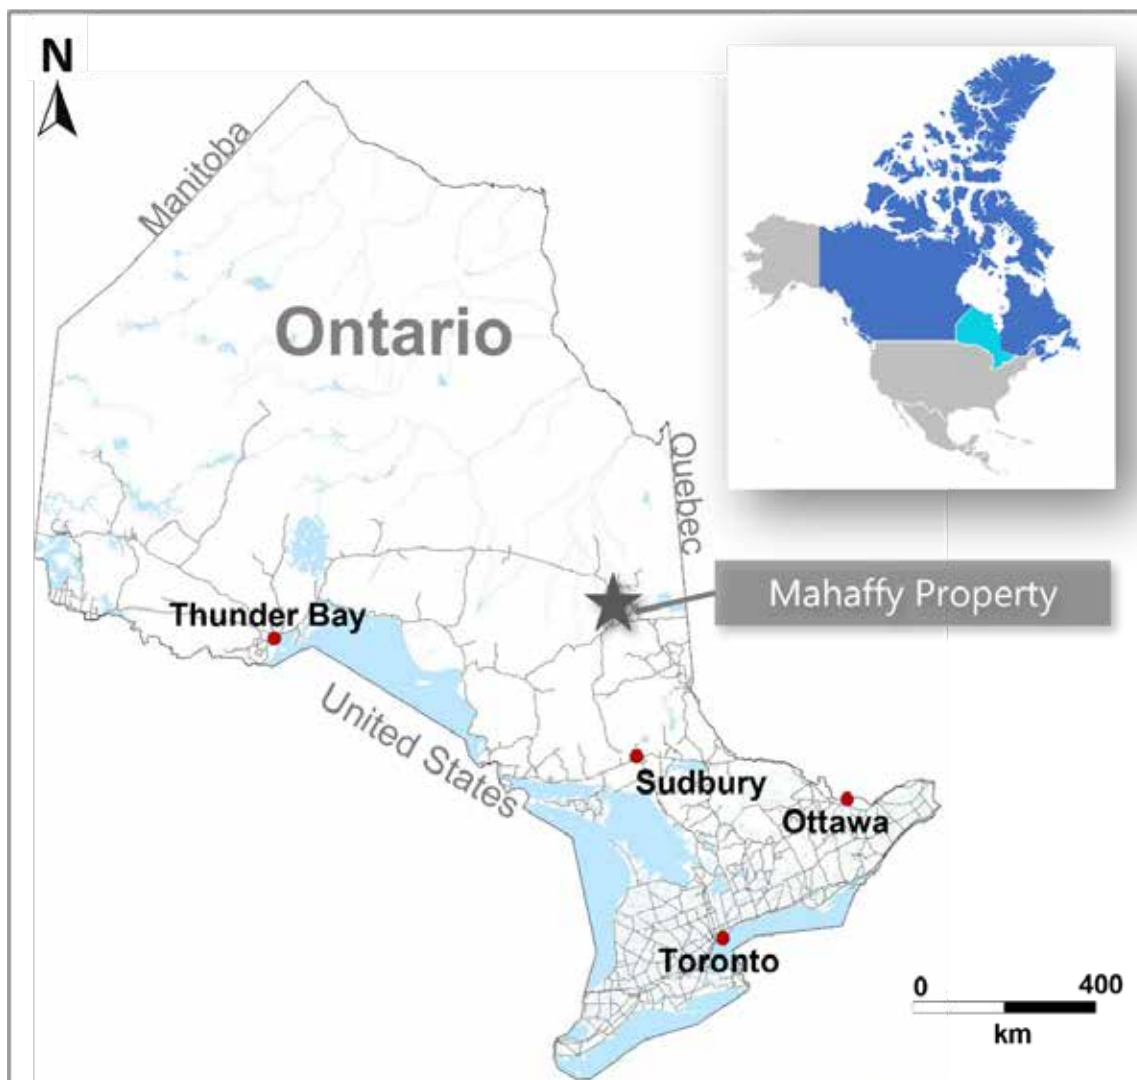 N
Manitoba
Ontario
Quebec
Mahaffy Property
Thunder Bay
United States
Sudbury
Ottawa
Toronto
0 400
km